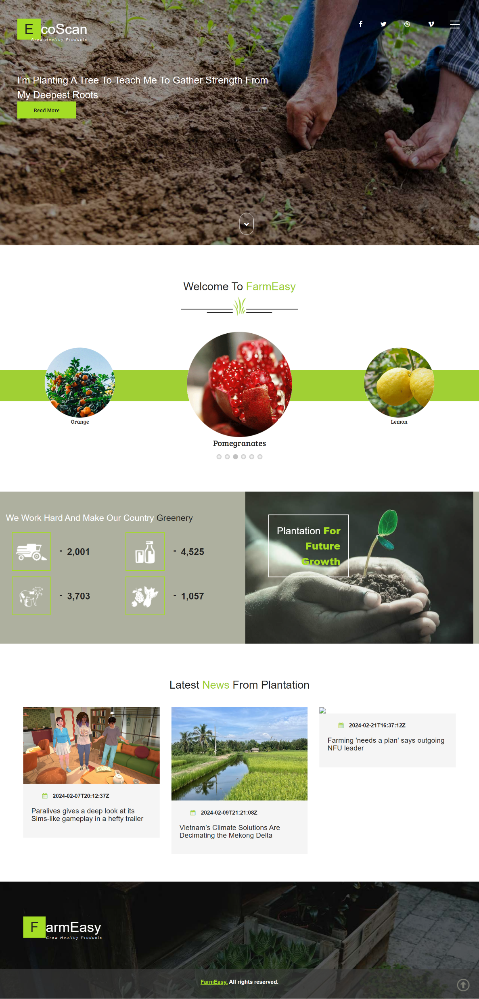 EcoScan
Grow Healthy Products
I'm Planting A Tree To Teach Me To Gather Strength From
My Deepest Roots
Read More
Welcome To FarmEasy
Orange
Pomegranates
Lemon
We Work Hard And Make Our Country Greenery
- 2,001
- 4,525
- 3,703
- 1,057
Plantation For
Future
Growth
Latest News From Plantation
2024-02-07T20:12:37Z
Paralives gives a deep look at its
Sims-like gameplay in a hefty trailer
2024-02-09T21:21:08Z
Vietnam’s Climate Solutions Are
Decimating the Mekong Delta
2024-02-21T16:37:12Z
Farming 'needs a plan' says outgoing
NFU leader
FarmEasy
Grow Healthy Products
FarmEasy. All rights reserved.